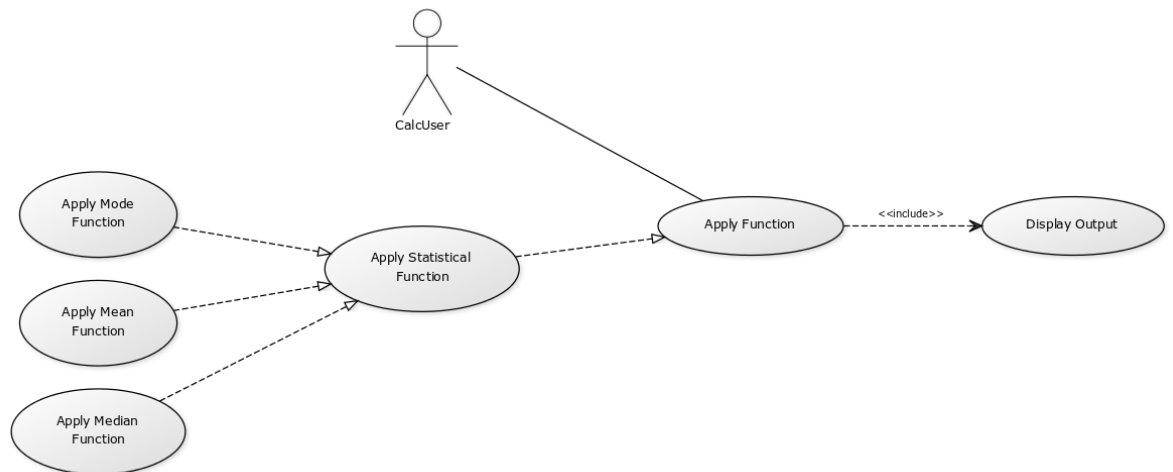 CalcUser
Apply Mode
Function
Apply Statistical
Function
Apply Function
<<include>>
Display Output
Apply Mean
Function
Apply Median
Function